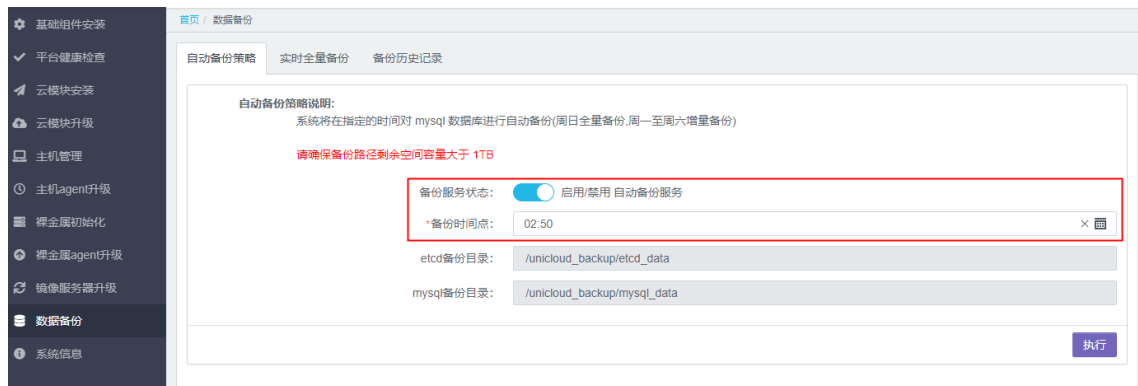 基础组件安装
平台健康检查
云模块安装
云模块升级
主机管理
主机agent升级
裸金属初始化
裸金属agent升级
镜像服务器升级
数据备份
系统信息
首页 / 数据备份
自动备份策略 实时全量备份 备份历史记录
自动备份策略说明:
系统将在指定的时间对 mysql 数据库进行自动备份(周日全量备份,周一至周六增量备份)
请确保备份路径剩余空间容量大于 1TB
备份服务状态: 启用/禁用 自动备份服务
*备份时间点: 02:50
etcd备份目录: /unicloud_backup/etcd_data
mysql备份目录: /unicloud_backup/mysql_data
执行